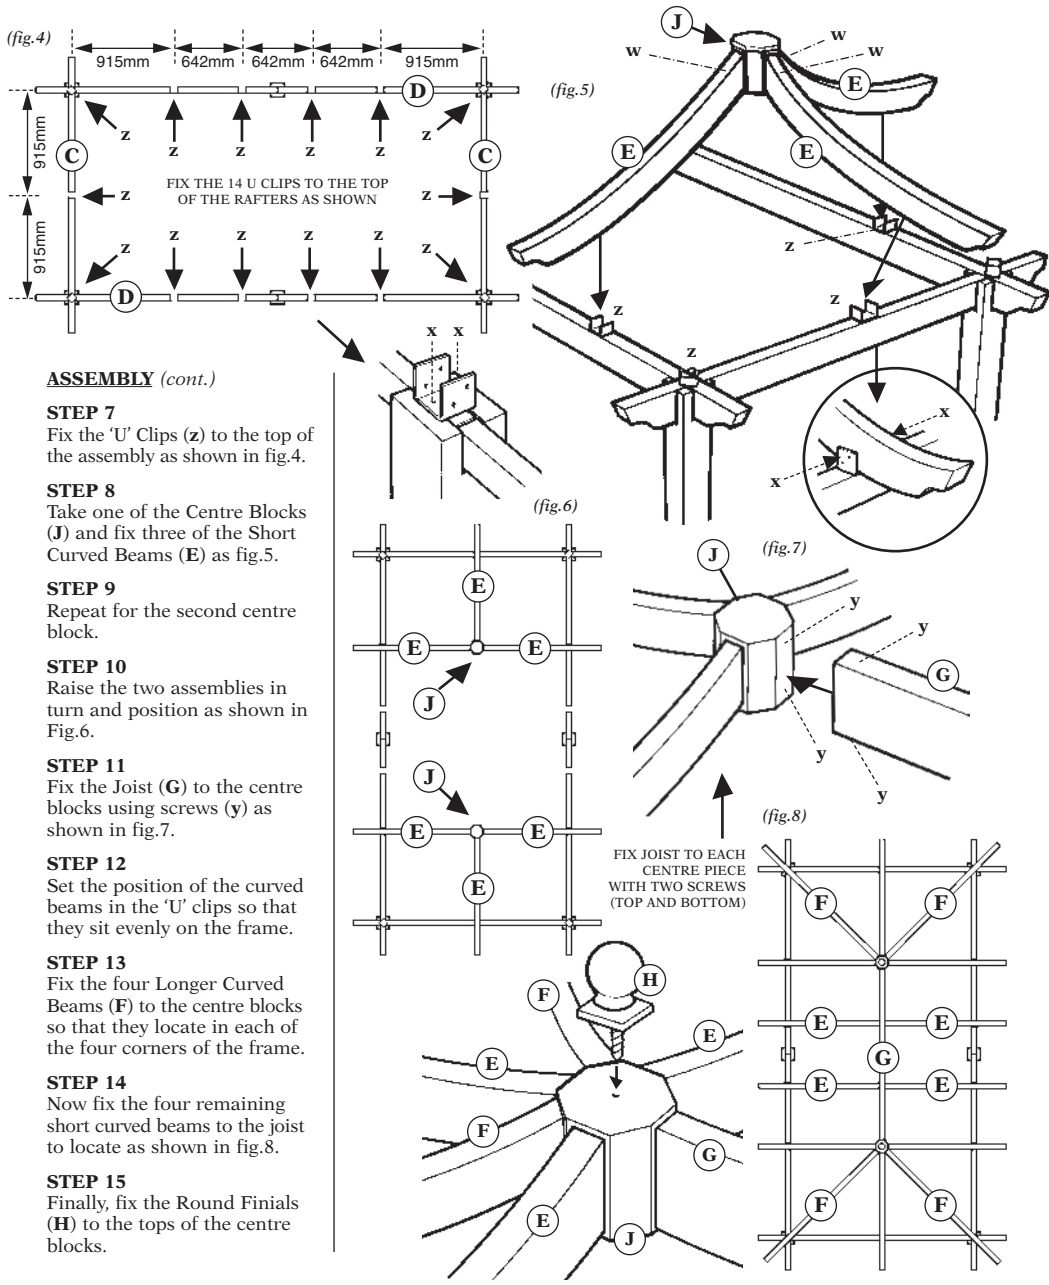 (fig.4)
915mm 642mm 642mm 642mm 915mm
D
z z z z z z
C C
915mm
FIX THE 14 U CLIPS TO THE TOP
OF THE RAFTERS AS SHOWN
z z
915mm
z z z z z z
D
J
w w w
(fig.5)
E
E E
z
z z
z
x
x
x x
ASSEMBLY (cont.)
STEP 7
Fix the ‘U’ Clips (z) to the top of
the assembly as shown in fig.4.
STEP 8
Take one of the Centre Blocks
(J) and fix three of the Short
Curved Beams (E) as fig.5.
STEP 9
Repeat for the second centre
block.
STEP 10
Raise the two assemblies in
turn and position as shown in
Fig.6.
STEP 11
Fix the Joist (G) to the centre
blocks using screws (y) as
shown in fig.7.
STEP 12
Set the position of the curved
beams in the ‘U’ clips so that
they sit evenly on the frame.
STEP 13
Fix the four Longer Curved
Beams (F) to the centre blocks
so that they locate in each of
the four corners of the frame.
STEP 14
Now fix the four remaining
short curved beams to the joist
to locate as shown in fig.8.
STEP 15
Finally, fix the Round Finials
(H) to the tops of the centre
blocks.
(fig.6)
E
E E
J
J
E E
E
(fig.7)
J
y
y
G
y
y
FIX JOIST TO EACH
CENTRE PIECE
WITH TWO SCREWS
(TOP AND BOTTOM)
(fig.8)
F F
E E
G
E E
F F
H
F
E E
F
G
E
J